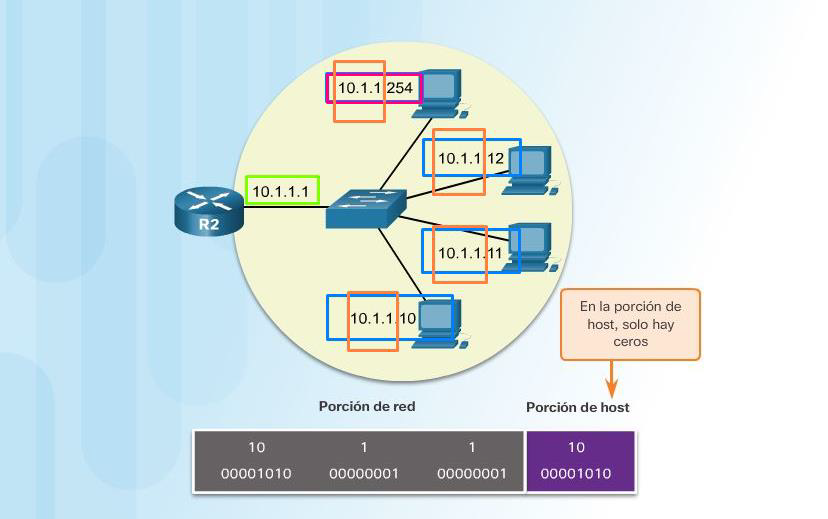 10.1.1.254
10.1.1.12
10.1.1.1
R2
10.1.1.11
10.1.1.10
En la porción de
host, solo hay
ceros
Porción de red
Porción de host
10 1 1 10
00001010 00000001 00000001 00001010